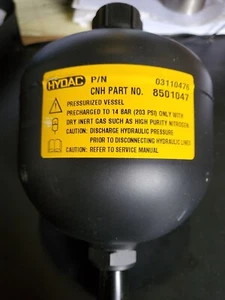 HYDAC P/N 03110476
CNH PART NO. 8501047
PRESSURIZED VESSEL
PRECHARGED TO 14 BAR (203 PSI) ONLY WITH
DRY INERT GAS SUCH AS HIGH PURITY NITROGEN.
CAUTION: DISCHARGE HYDRAULIC PRESSURE
PRIOR TO DISCONNECTING HYDRAULIC LINES
CAUTION: REFER TO SERVICE MANUAL